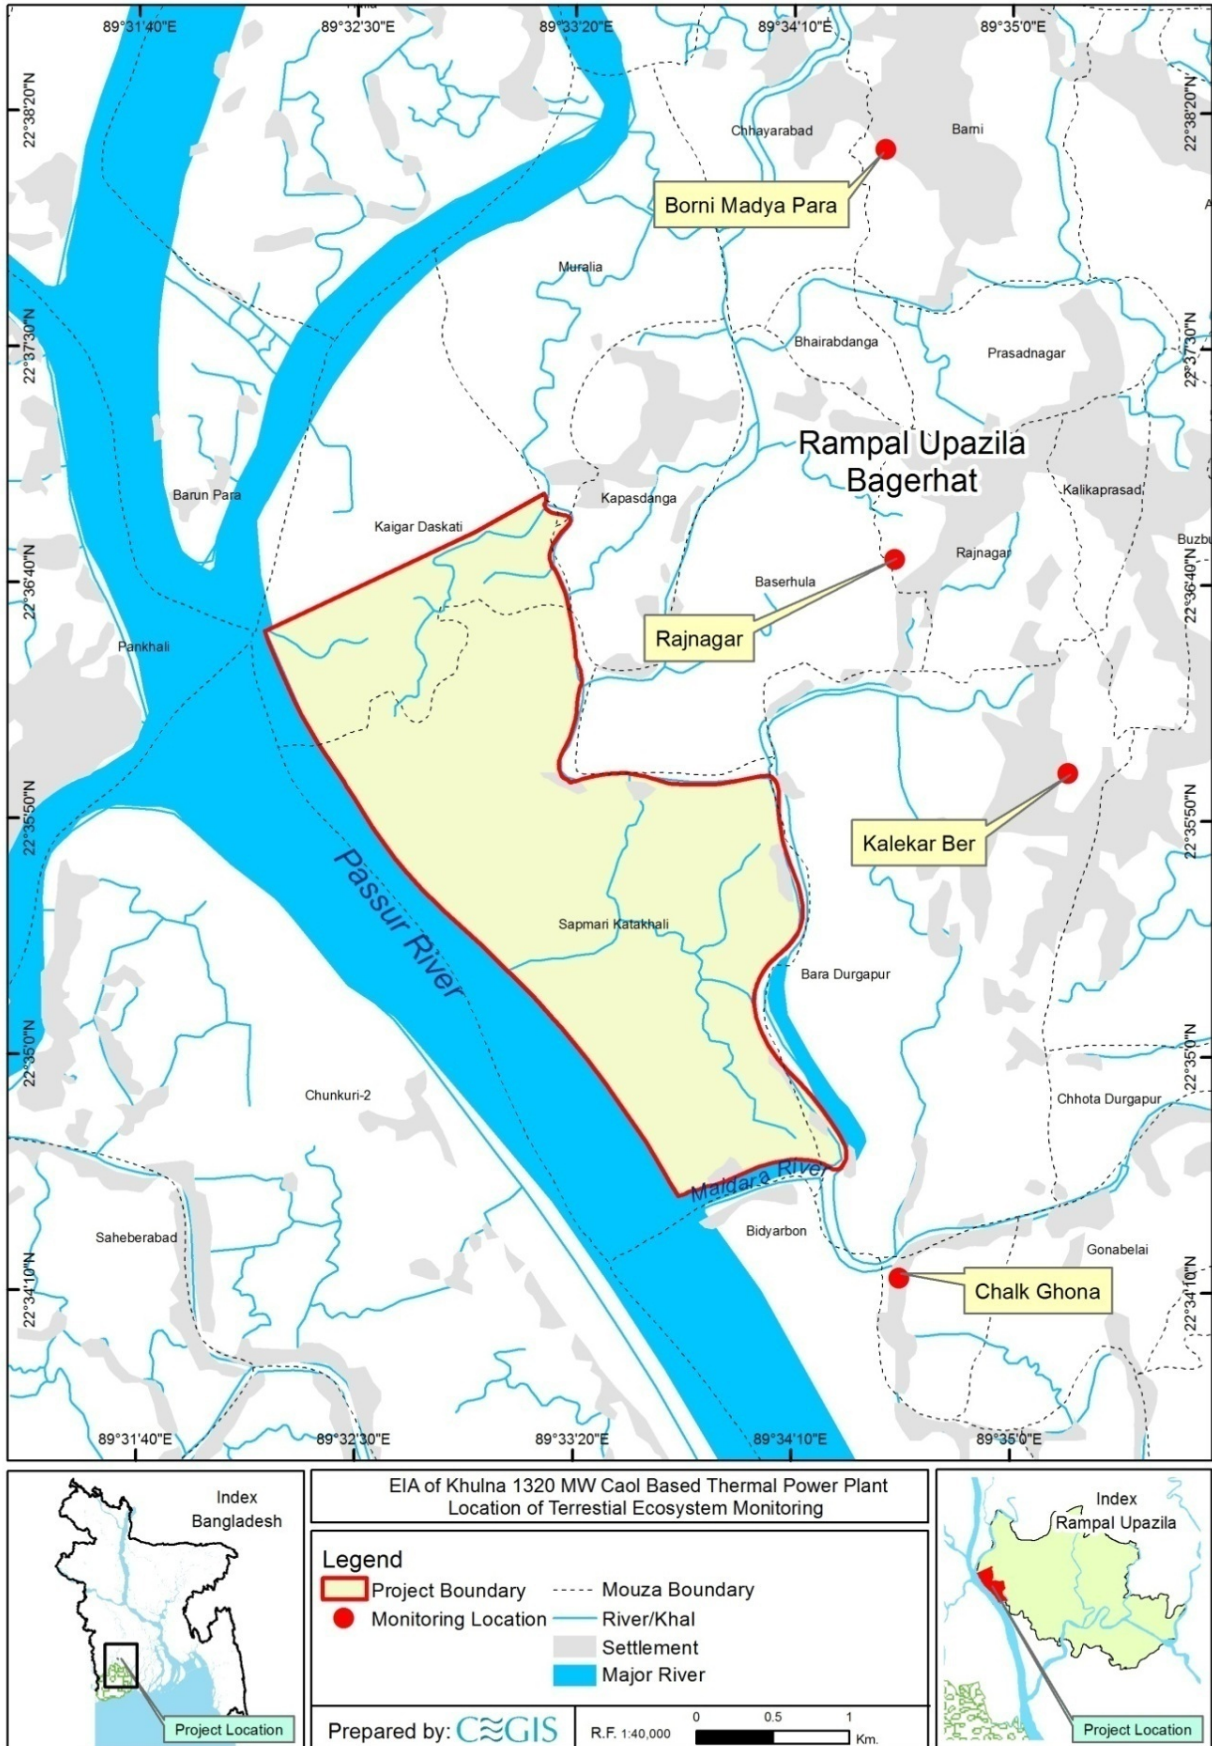 89°31'40"E
89°32'30"E
89°33'20"E
89°34'10"E
89°35'0"E
22°38'20"N
22°38'20"N
Chhayarabad
Barni
Borni Madya Para
Muralia
22°37'30"N
22°37'30"N
Bhairabdanga
Prasadnagar
Rampal Upazila
Bagerhat
Barun Para
Kapasdanga
Kalikaprasad
Kaigar Daskati
Rajnagar
22°36'40"N
22°36'40"N
Baserhula
Rajnagar
Pankhali
22°35'50"N
22°35'50"N
Kalekar Ber
Passur River
Sapmari Katakhali
Bara Durgapur
22°35'0"N
22°35'0"N
Chunkuri-2
Chhota Durgapur
Maidara River
Bidyarbon
Saheberabad
Gonabelai
22°34'10"N
22°34'10"N
Chalk Ghona
89°31'40"E
89°32'30"E
89°33'20"E
89°34'10"E
89°35'0"E
Index
Bangladesh
Project Location
EIA of Khulna 1320 MW Caol Based Thermal Power Plant
Location of Terrestial Ecosystem Monitoring
Legend
Project Boundary
Mouza Boundary
Monitoring Location
River/Khal
Settlement
Major River
Prepared by: CEGIS
R.F. 1:40,000
0 0.5 1
Km.
Index
Rampal Upazila
Project Location